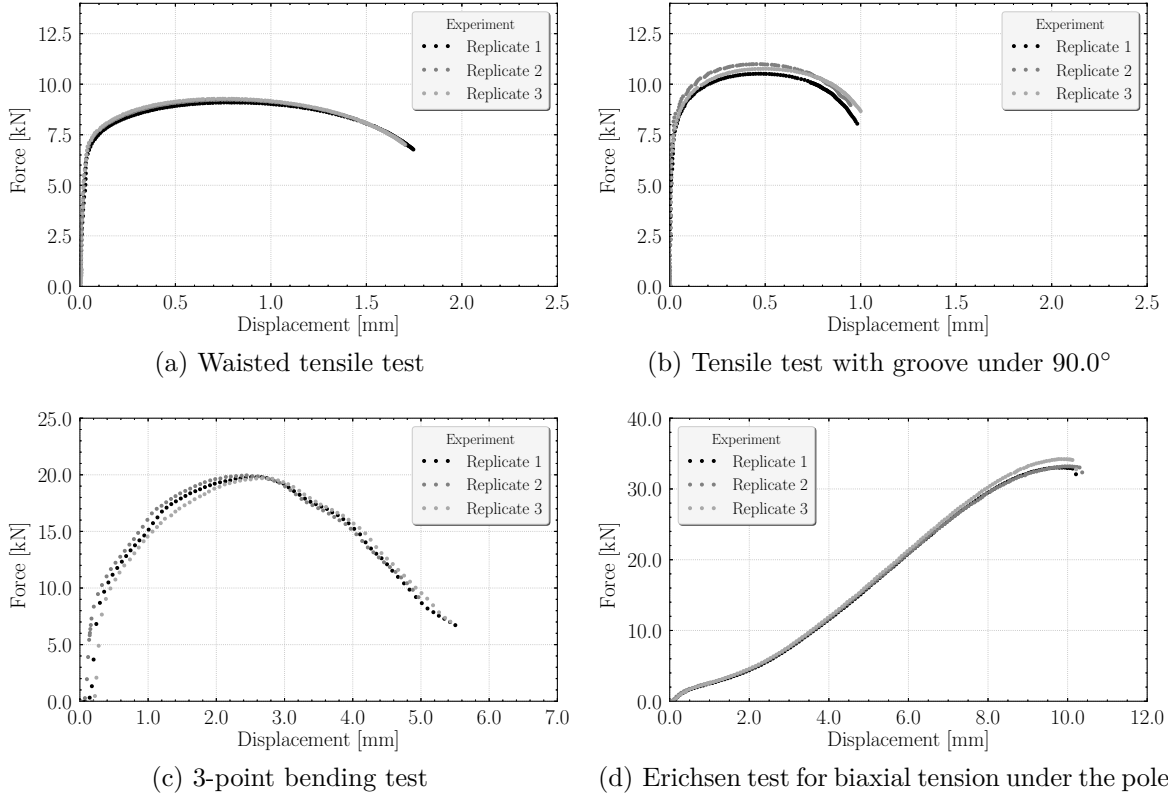 12.5
10.0
7.5
5.0
2.5
0.0
Force [kN]
0.0 0.5 1.0 1.5 2.0 2.5
Displacement [mm]
Experiment
Replicate 1
Replicate 2
Replicate 3
(a) Waisted tensile test
12.5
10.0
7.5
5.0
2.5
0.0
Force [kN]
0.0 0.5 1.0 1.5 2.0 2.5
Displacement [mm]
Experiment
Replicate 1
Replicate 2
Replicate 3
(b) Tensile test with groove under 90.0°
25.0
20.0
15.0
10.0
5.0
0.0
Force [kN]
0.0 1.0 2.0 3.0 4.0 5.0 6.0 7.0
Displacement [mm]
Experiment
Replicate 1
Replicate 2
Replicate 3
(c) 3-point bending test
40.0
30.0
20.0
10.0
0.0
Force [kN]
0.0 2.0 4.0 6.0 8.0 10.0 12.0
Displacement [mm]
Experiment
Replicate 1
Replicate 2
Replicate 3
(d) Erichsen test for biaxial tension under the pole